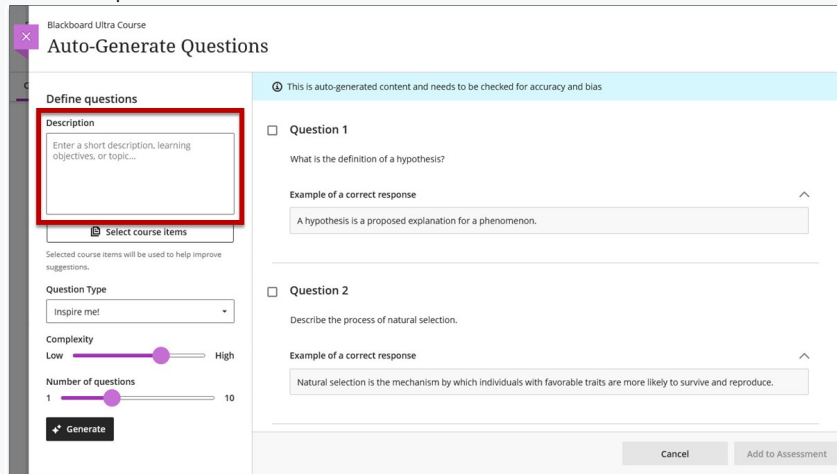 Blackboard Ultra Course
Auto-Generate Questions
Define questions
Description
Enter a short description, learning
objectives, or topic...
Select course items
Selected course items will be used to help improve
suggestions.
Question Type
Inspire me!
Complexity
Low High
Number of questions
1 10
Generate
This is auto-generated content and needs to be checked for accuracy and bias
Question 1
What is the definition of a hypothesis?
Example of a correct response
A hypothesis is a proposed explanation for a phenomenon.
Question 2
Describe the process of natural selection.
Example of a correct response
Natural selection is the mechanism by which individuals with favorable traits are more likely to survive and reproduce.
Cancel Add to Assessment